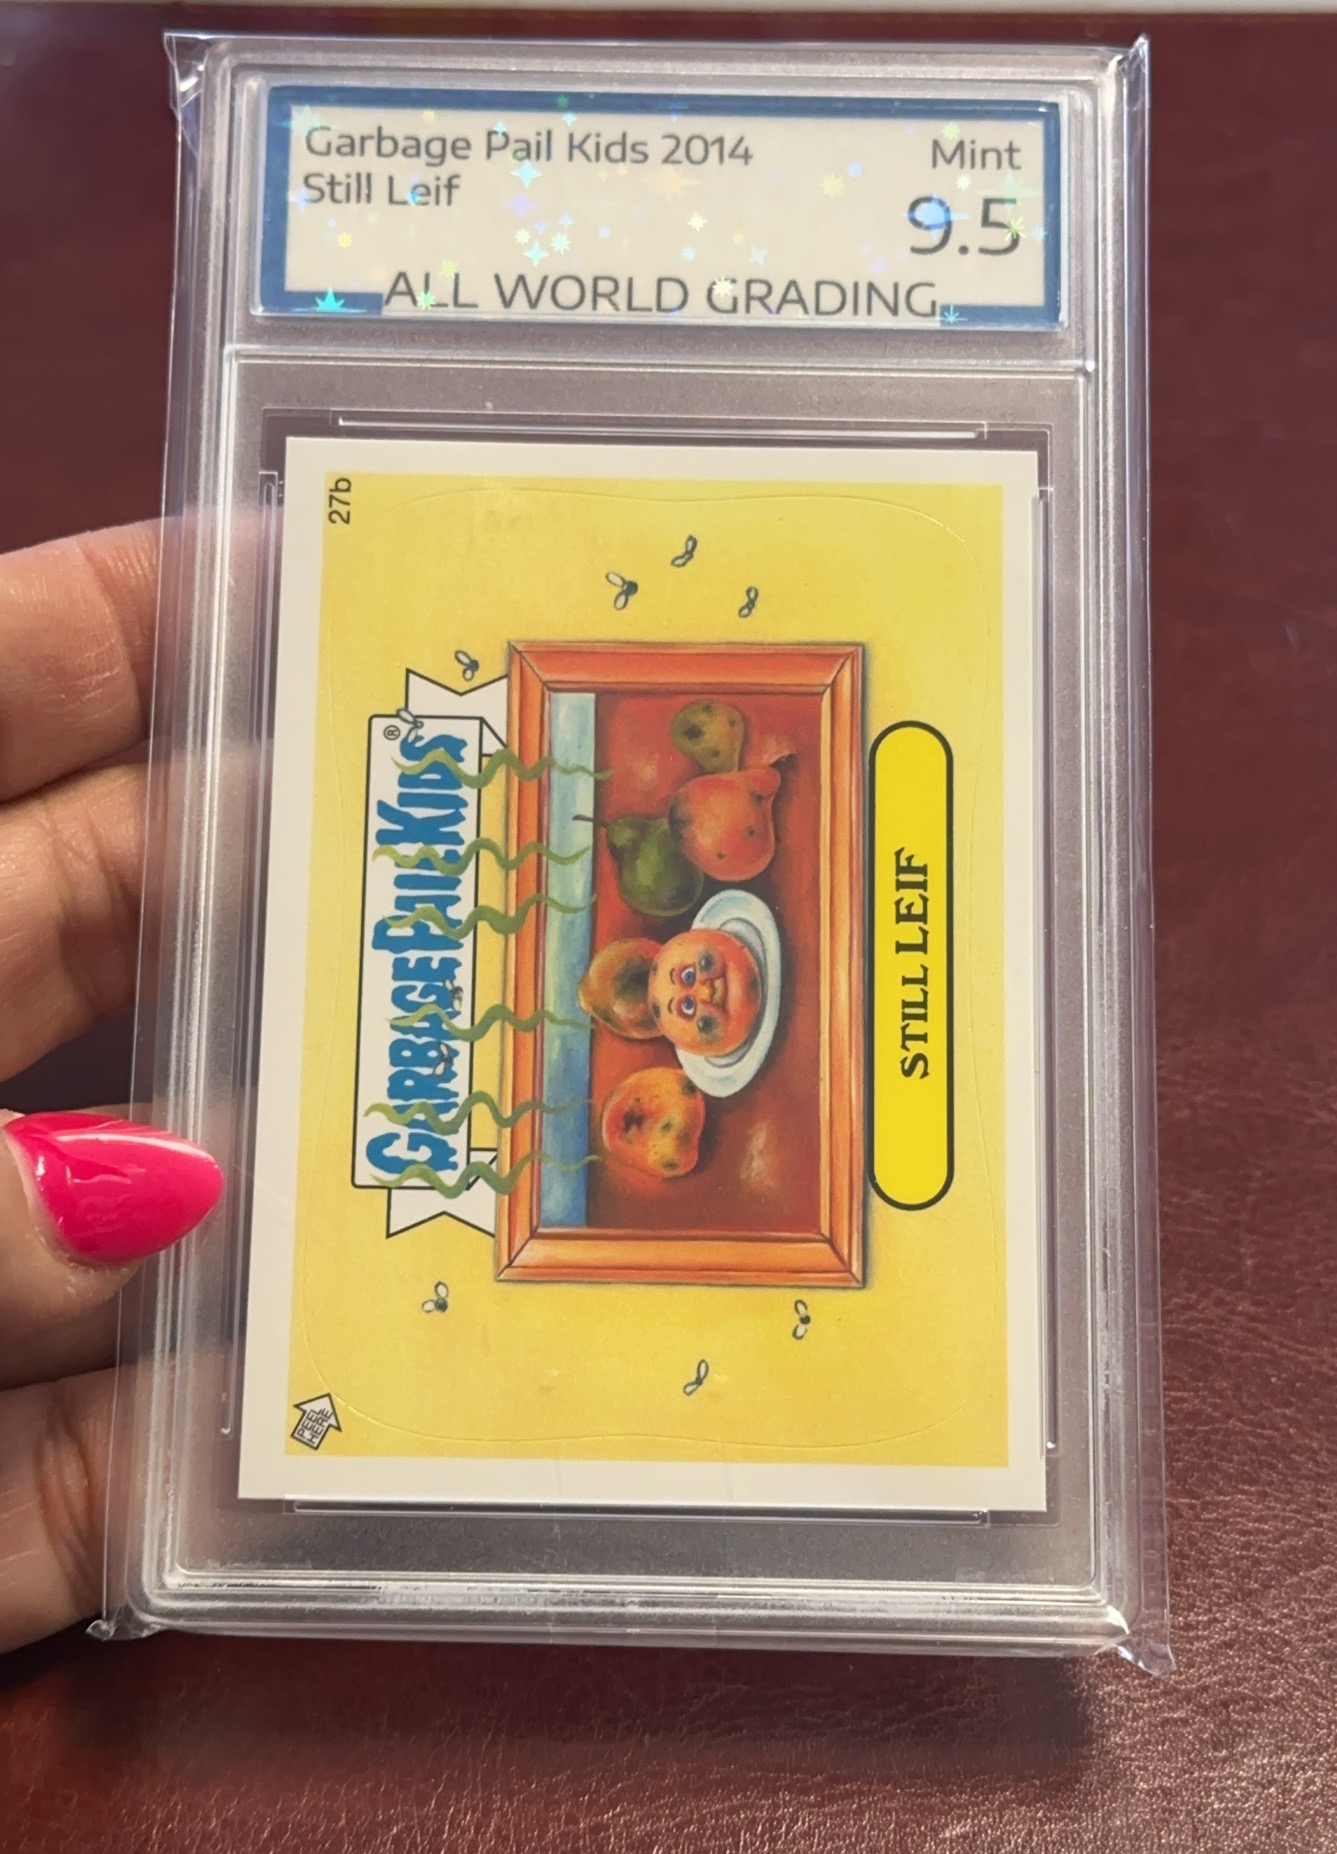 Garbage Pail Kids 2014
Still Leif
Mint
9.5
ALL WORLD GRADING
27b
GARBAGE PAIL KIDS®
STILL LEIF
PEEL
HERE